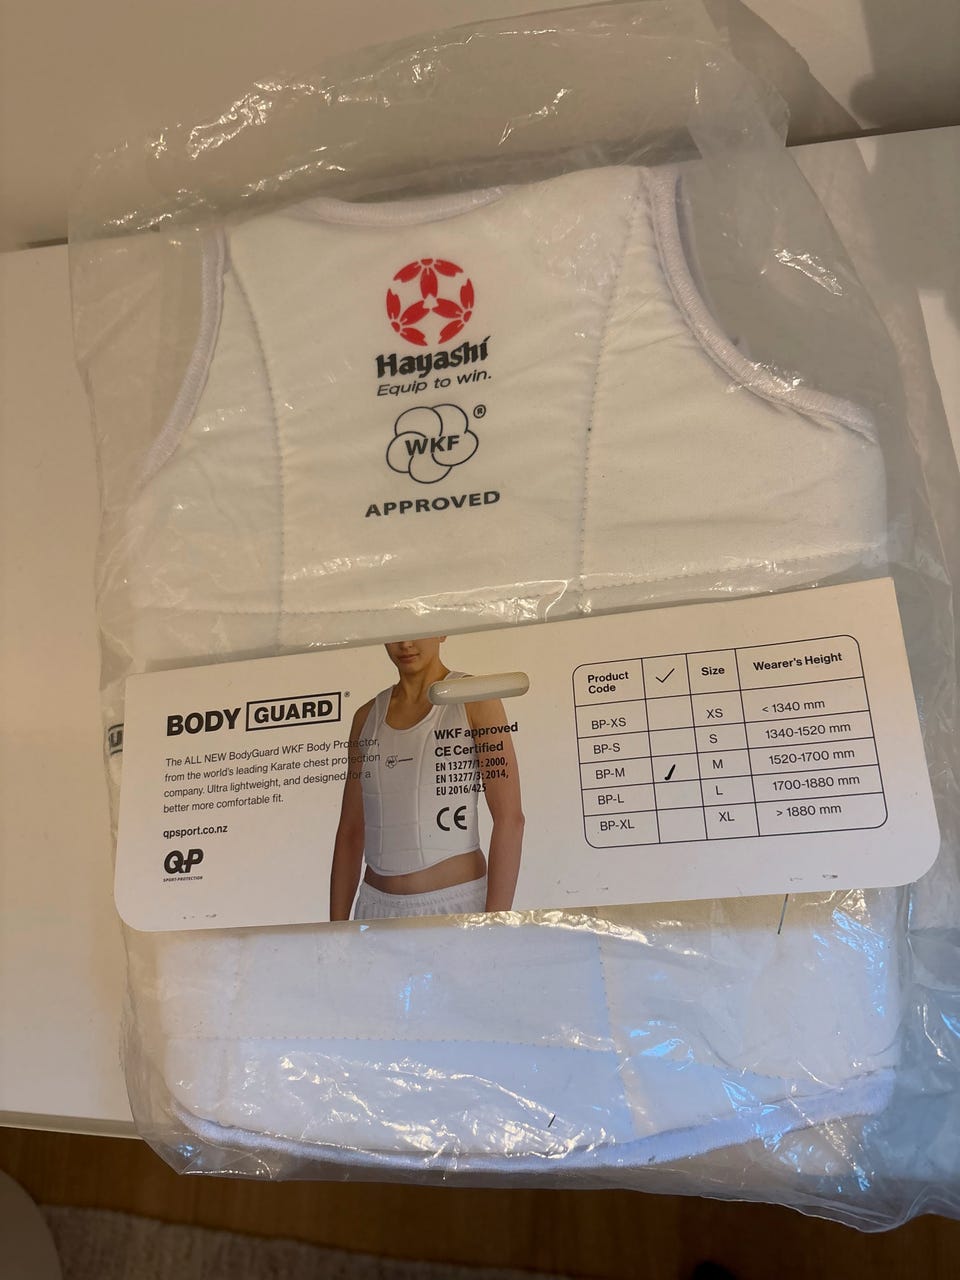 Hayashi
Equip to win.
WKF ®
APPROVED
BODY GUARD ®
The ALL NEW BodyGuard WKF Body Protector,
from the world's leading Karate chest protection
company. Ultra lightweight, and designed for a
better more comfortable fit.
qpsport.co.nz
QP
SPORT-PROTECTION
WKF
WKF approved
CE Certified
EN 13277/1: 2000,
EN 13277/3: 2014,
EU 2016/425
CE
Product Code ✓ Size Wearer's Height
BP-XS XS < 1340 mm
BP-S S 1340-1520 mm
BP-M ✓ M 1520-1700 mm
BP-L L 1700-1880 mm
BP-XL XL > 1880 mm